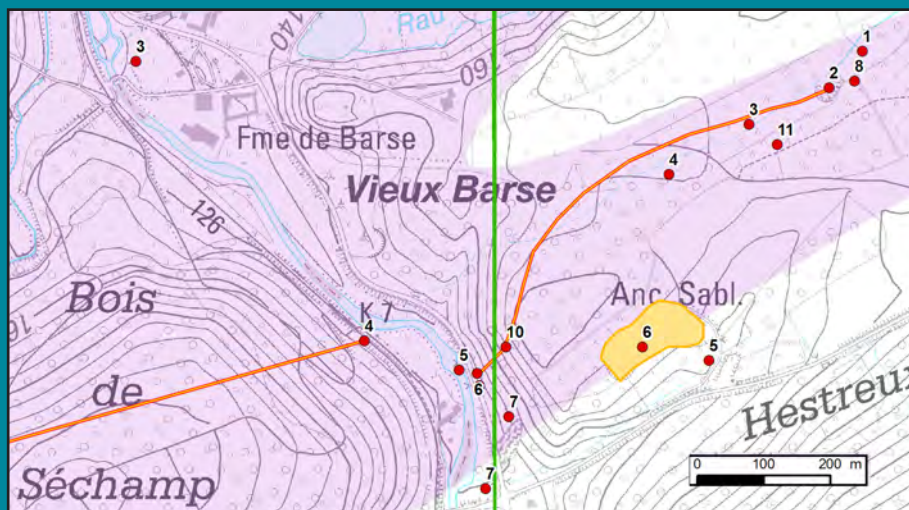 Rau
140
160
3
1
2
8
3
11
4
Fme de Barse
Vieux Barse
126
Bois
Anc. Sabl.
K 7
4
10
6
5
5
6
de
7
Hestreux
7
Séchamp
0 100 200 m